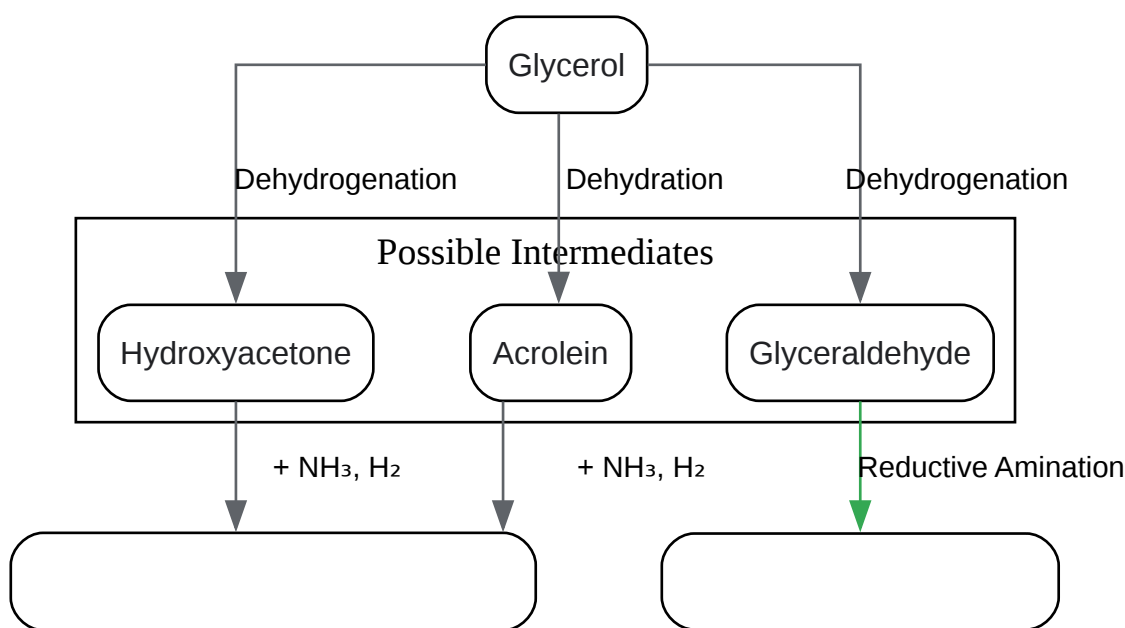 Glycerol
Dehydrogenation
Dehydration
Dehydrogenation
Possible Intermediates
Hydroxyacetone
Acrolein
Glyceraldehyde
+ NH₃, H₂
+ NH₃, H₂
Reductive Amination